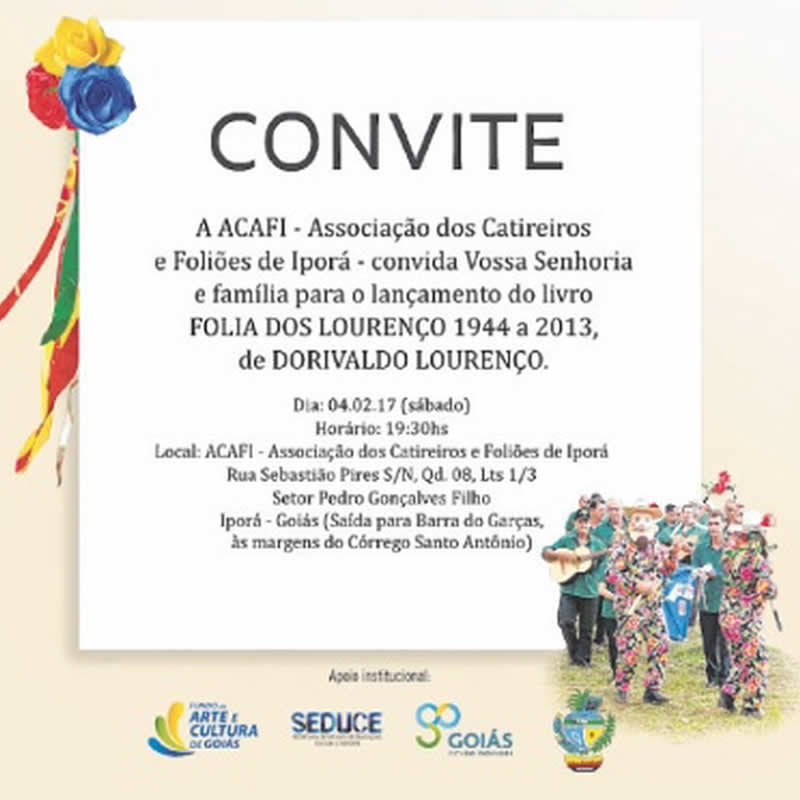 CONVITE
A ACAFI - Associação dos Catireiros
e Foliões de Iporá - convida Vossa Senhoria
e família para o lançamento do livro
FOLIA DOS LOURENÇO 1944 a 2013,
de DORIVALDO LOURENÇO.
Dia: 04.02.17 (sábado)
Horário: 19:30hs
Local: ACAFI - Associação dos Catireiros e Foliões de Iporá
Rua Sebastião Pires S/N, Qd. 08, Lts 1/3
Setor Pedro Gonçalves Filho
Iporá - Goiás (Saída para Barra do Garças,
às margens do Córrego Santo Antônio)
Apoio institucional:
FUNDO DE
ARTE E
CULTURA
DE GOIÁS
SEDUCE
GOIÁS